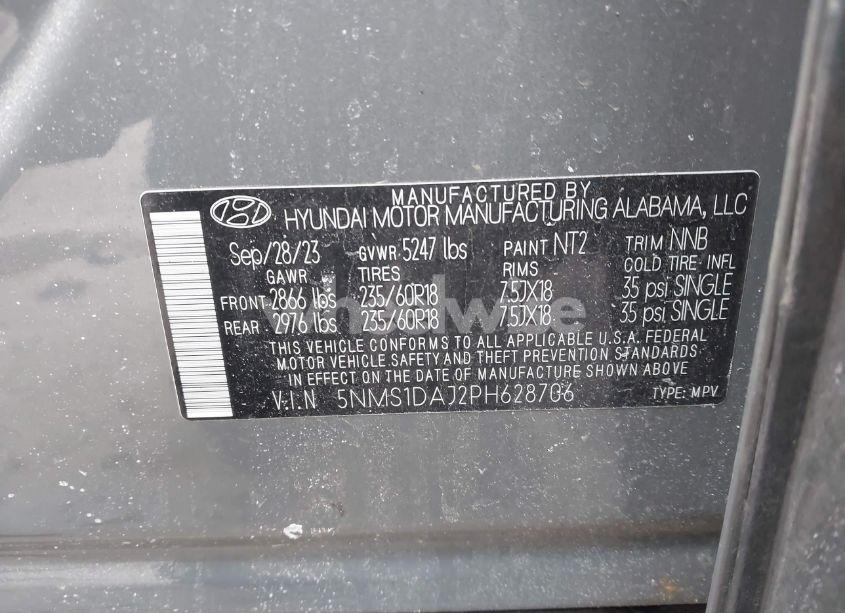 MANUFACTURED BY
HYUNDAI MOTOR MANUFACTURING ALABAMA, LLC
Sep/28/23 GVWR 5247 lbs PAINT NT2 TRIM NNB
GAWR TIRES RIMS COLD TIRE INFL
FRONT 2866 lbs 235/60R18 7.5JX18 35 psi SINGLE
REAR 2976 lbs 235/60R18 7.5JX18 35 psi SINGLE
THIS VEHICLE CONFORMS TO ALL APPLICABLE U.S.A. FEDERAL
MOTOR VEHICLE SAFETY AND THEFT PREVENTION STANDARDS
IN EFFECT ON THE DATE OF MANUFACTURE SHOWN ABOVE
V.I.N 5NMS1DAJ2PH628706 TYPE: MPV